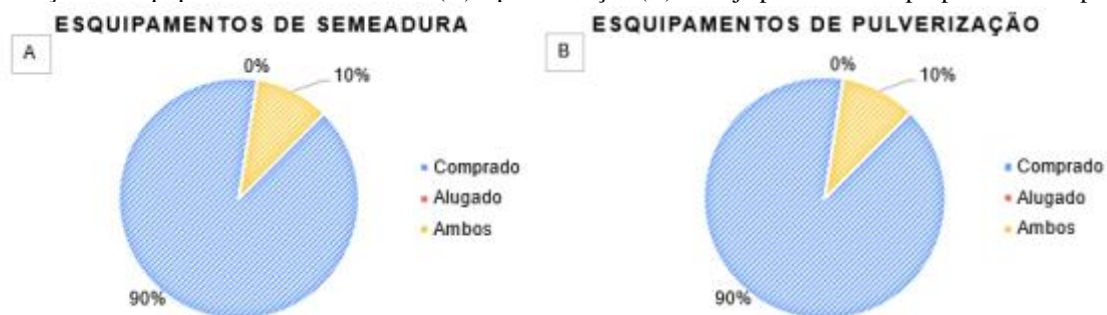 A
ESQUIPAMENTOS DE SEMEADURA
0%
10%
Comprado
Alugado
Ambos
90%
B
ESQUIPAMENTOS DE PULVERIZAÇÃO
0%
10%
Comprado
Alugado
Ambos
90%